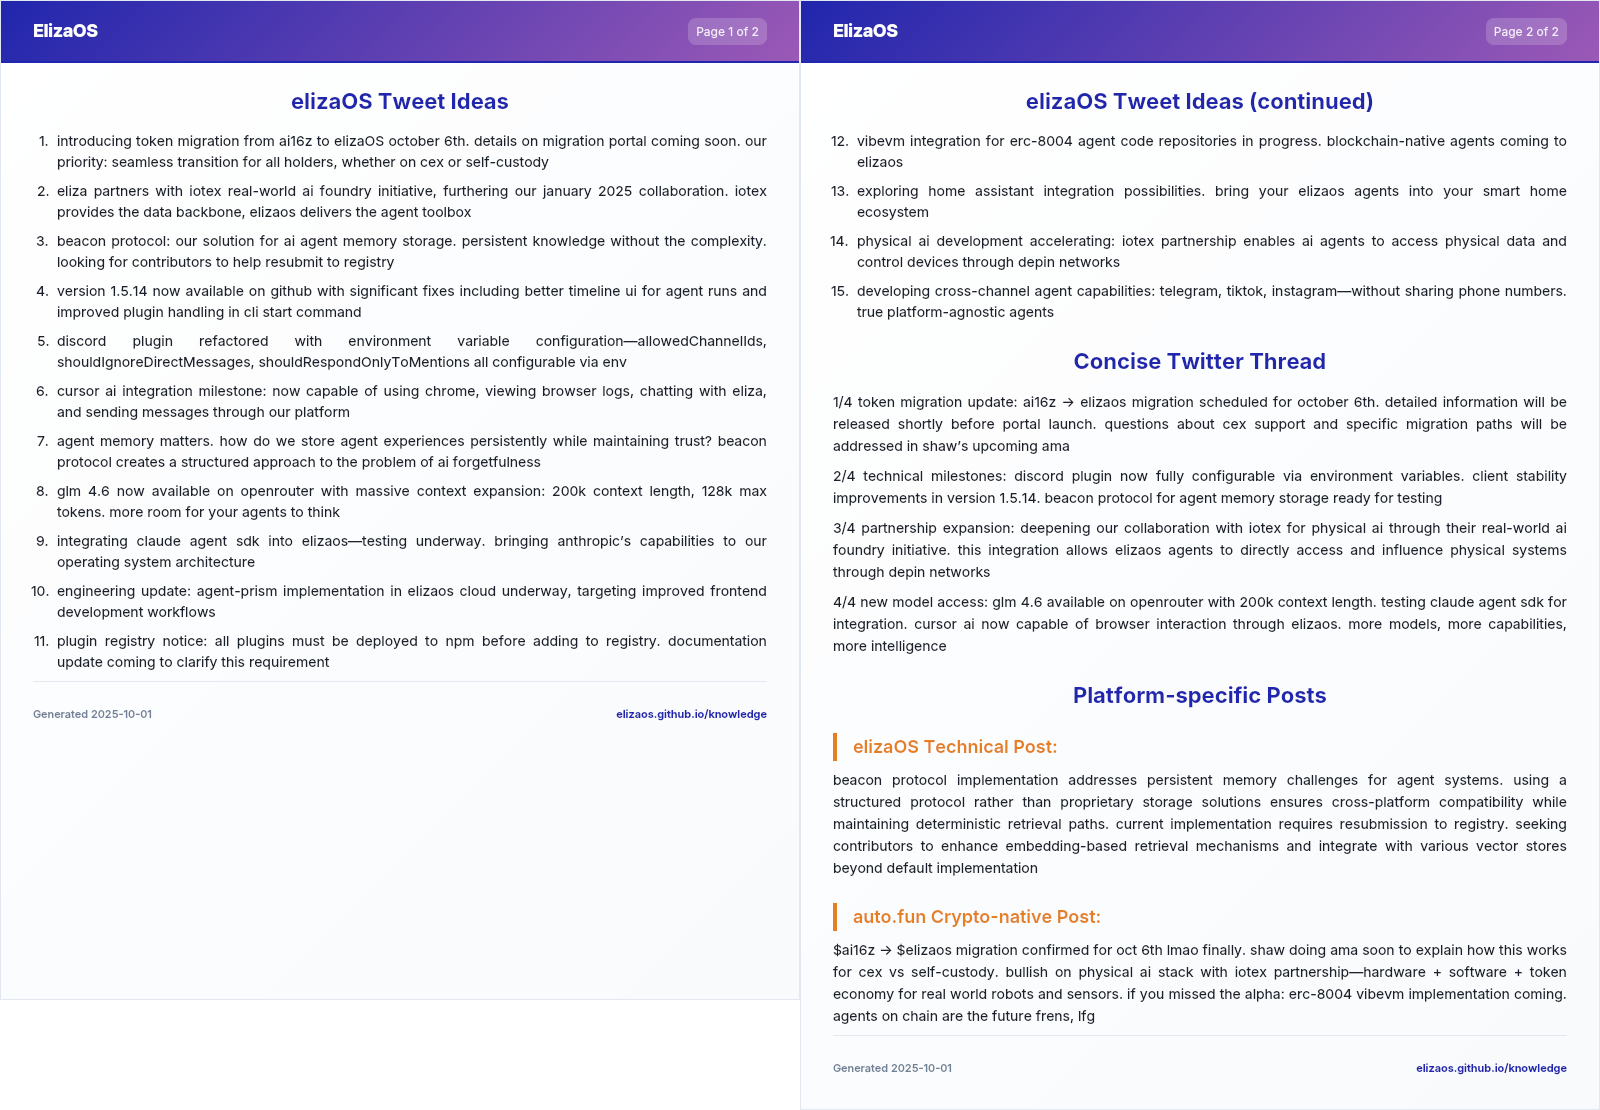 ElizaOS
Page 1 of 2
elizaOS Tweet Ideas
1. introducing token migration from ai16z to elizaOS october 6th. details on migration portal coming soon. our
priority: seamless transition for all holders, whether on cex or self-custody
2. eliza partners with iotex real-world ai foundry initiative, furthering our january 2025 collaboration. iotex
provides the data backbone, elizaos delivers the agent toolbox
3. beacon protocol: our solution for ai agent memory storage. persistent knowledge without the complexity.
looking for contributors to help resubmit to registry
4. version 1.5.14 now available on github with significant fixes including better timeline ui for agent runs and
improved plugin handling in cli start command
5. discord plugin refactored with environment variable configuration—allowedChannelIds,
shouldIgnoreDirectMessages, shouldRespondOnlyToMentions all configurable via env
6. cursor ai integration milestone: now capable of using chrome, viewing browser logs, chatting with eliza,
and sending messages through our platform
7. agent memory matters. how do we store agent experiences persistently while maintaining trust? beacon
protocol creates a structured approach to the problem of ai forgetfulness
8. glm 4.6 now available on openrouter with massive context expansion: 200k context length, 128k max
tokens. more room for your agents to think
9. integrating claude agent sdk into elizaos—testing underway. bringing anthropic’s capabilities to our
operating system architecture
10. engineering update: agent-prism implementation in elizaos cloud underway, targeting improved frontend
development workflows
11. plugin registry notice: all plugins must be deployed to npm before adding to registry. documentation
update coming to clarify this requirement
Generated 2025-10-01
elizaos.github.io/knowledge
ElizaOS
Page 2 of 2
elizaOS Tweet Ideas (continued)
12. vibevm integration for erc-8004 agent code repositories in progress. blockchain-native agents coming to
elizaos
13. exploring home assistant integration possibilities. bring your elizaos agents into your smart home
ecosystem
14. physical ai development accelerating: iotex partnership enables ai agents to access physical data and
control devices through depin networks
15. developing cross-channel agent capabilities: telegram, tiktok, instagram—without sharing phone numbers.
true platform-agnostic agents
Concise Twitter Thread
1/4 token migration update: ai16z → elizaos migration scheduled for october 6th. detailed information will be
released shortly before portal launch. questions about cex support and specific migration paths will be
addressed in shaw’s upcoming ama
2/4 technical milestones: discord plugin now fully configurable via environment variables. client stability
improvements in version 1.5.14. beacon protocol for agent memory storage ready for testing
3/4 partnership expansion: deepening our collaboration with iotex for physical ai through their real-world ai
foundry initiative. this integration allows elizaos agents to directly access and influence physical systems
through depin networks
4/4 new model access: glm 4.6 available on openrouter with 200k context length. testing claude agent sdk for
integration. cursor ai now capable of browser interaction through elizaos. more models, more capabilities,
more intelligence
Platform-specific Posts
elizaOS Technical Post:
beacon protocol implementation addresses persistent memory challenges for agent systems. using a
structured protocol rather than proprietary storage solutions ensures cross-platform compatibility while
maintaining deterministic retrieval paths. current implementation requires resubmission to registry. seeking
contributors to enhance embedding-based retrieval mechanisms and integrate with various vector stores
beyond default implementation
auto.fun Crypto-native Post:
$ai16z → $elizaos migration confirmed for oct 6th lmao finally. shaw doing ama soon to explain how this works
for cex vs self-custody. bullish on physical ai stack with iotex partnership—hardware + software + token
economy for real world robots and sensors. if you missed the alpha: erc-8004 vibevm implementation coming.
agents on chain are the future frens, lfg
Generated 2025-10-01
elizaos.github.io/knowledge